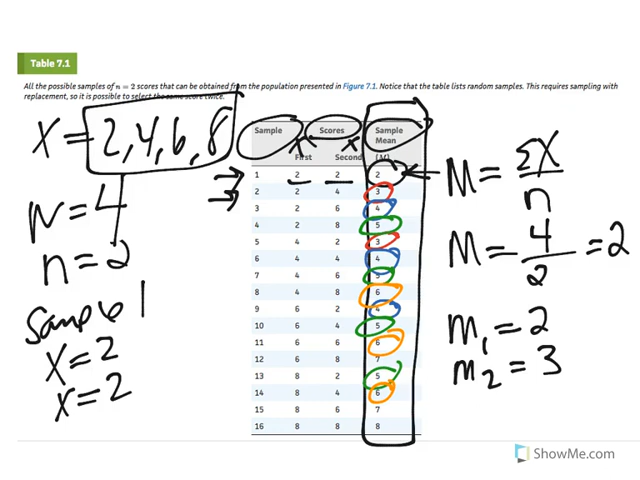 Table 7.1
All the possible samples of n = 2 scores that can be obtained from the population presented in Figure 7.1. Notice that the table lists random samples. This requires sampling with
replacement, so it is possible to select the same score twice.
X = 2, 4, 6, 8
N = 4
n = 2
Sample 1
X = 2
X = 2
Sample Scores Sample Mean
X X
First Second (M)
1 2 2 2
2 2 4 3
3 2 6 4
4 2 8 5
5 4 2 3
6 4 4 4
7 4 6 5
8 4 8 6
9 6 2 4
10 6 4 5
11 6 6 6
12 6 8 7
13 8 2 5
14 8 4 6
15 8 6 7
16 8 8 8
M = ΣX / n
M = 4 / 2 = 2
m₁ = 2
m₂ = 3
ShowMe.com